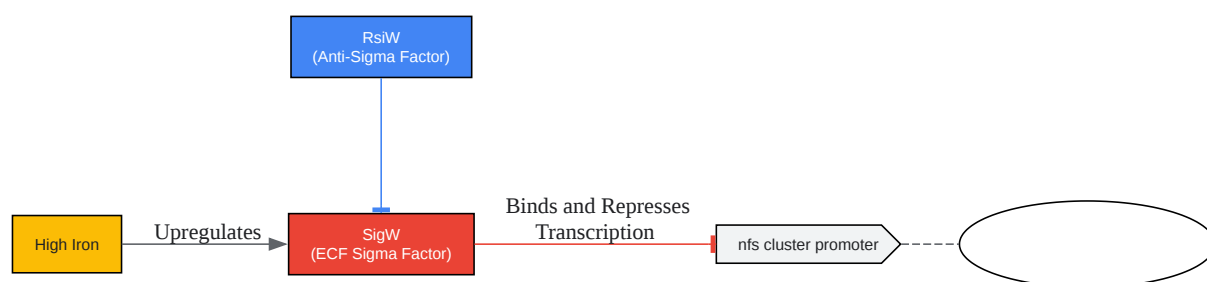 RsiW
(Anti-Sigma Factor)
High Iron
Upregulates
SigW
(ECF Sigma Factor)
Binds and Represses
Transcription
nfs cluster promoter